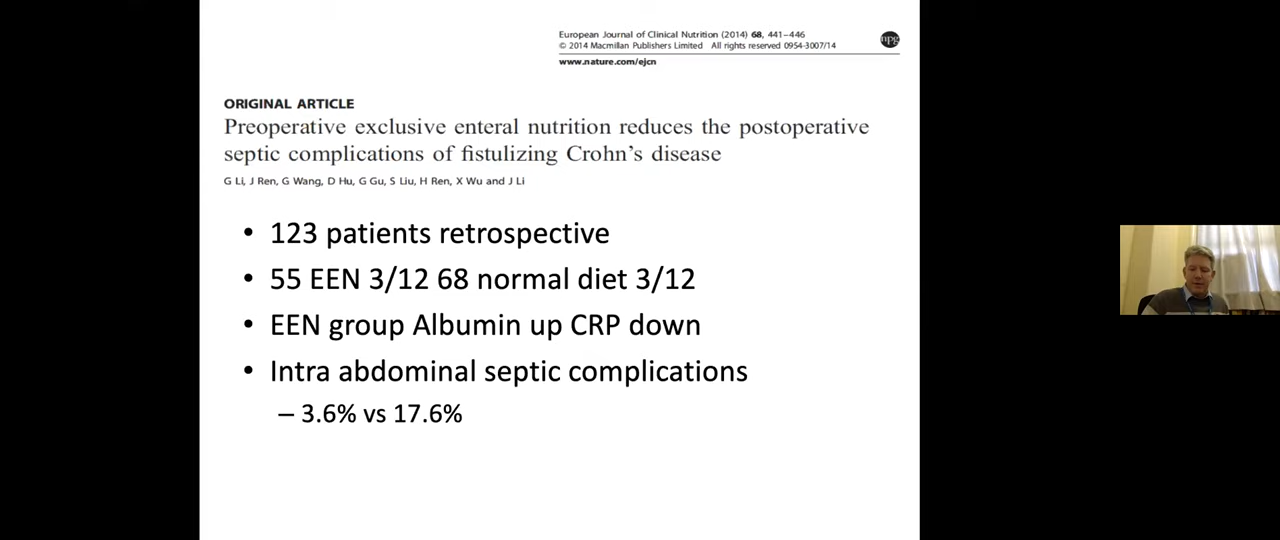 European Journal of Clinical Nutrition (2014) 68, 441–446
© 2014 Macmillan Publishers Limited All rights reserved 0954-3007/14
npg
www.nature.com/ejcn
ORIGINAL ARTICLE
Preoperative exclusive enteral nutrition reduces the postoperative
septic complications of fistulizing Crohn's disease
G Li, J Ren, G Wang, D Hu, G Gu, S Liu, H Ren, X Wu and J Li
• 123 patients retrospective
• 55 EEN 3/12 68 normal diet 3/12
• EEN group Albumin up CRP down
• Intra abdominal septic complications
– 3.6% vs 17.6%